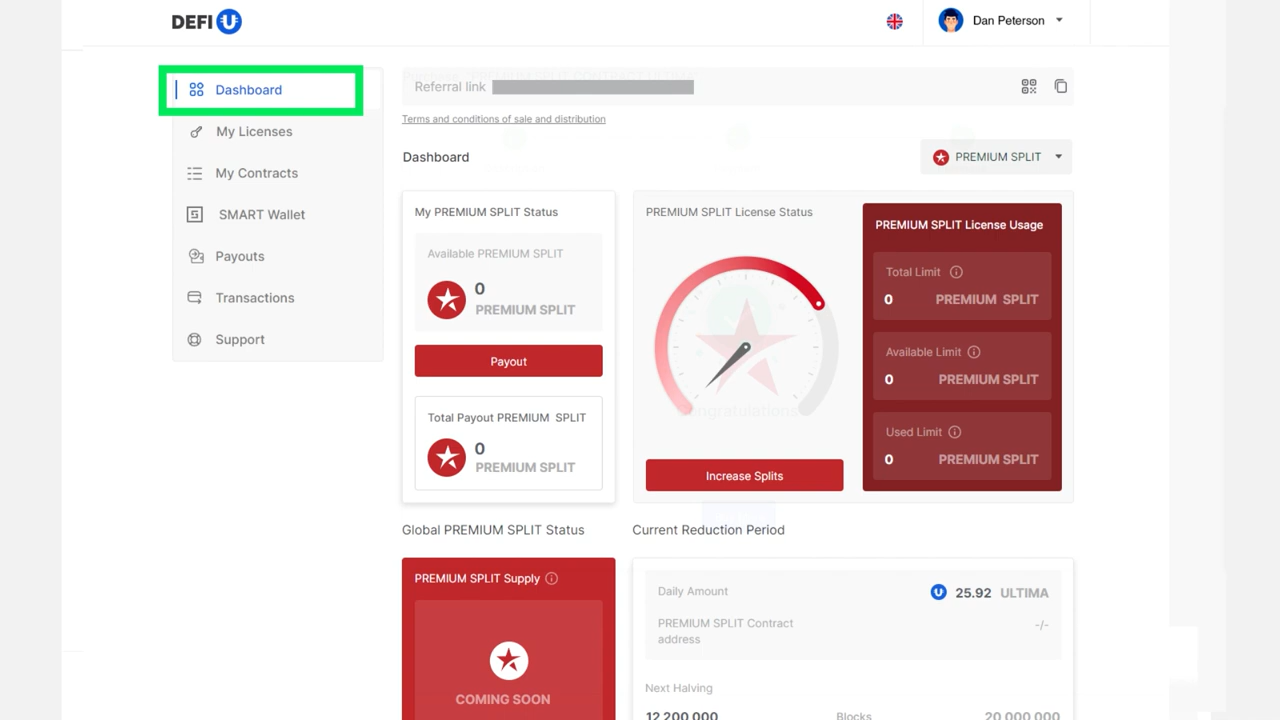 DEFI U
Dan Peterson
Dashboard
My Licenses
My Contracts
SMART Wallet
Payouts
Transactions
Support
Referral link
Terms and conditions of sale and distribution
Dashboard
PREMIUM SPLIT
My PREMIUM SPLIT Status
Available PREMIUM SPLIT
0
PREMIUM SPLIT
Payout
Total Payout PREMIUM SPLIT
0
PREMIUM SPLIT
PREMIUM SPLIT License Status
Congratulations
Increase Splits
PREMIUM SPLIT License Usage
Total Limit
0 PREMIUM SPLIT
Available Limit
0 PREMIUM SPLIT
Used Limit
0 PREMIUM SPLIT
Global PREMIUM SPLIT Status
PREMIUM SPLIT Supply
COMING SOON
Current Reduction Period
Daily Amount 25.92 ULTIMA
PREMIUM SPLIT Contract
address
-/-
Next Halving
12 200 000 Blocks 20 000 000